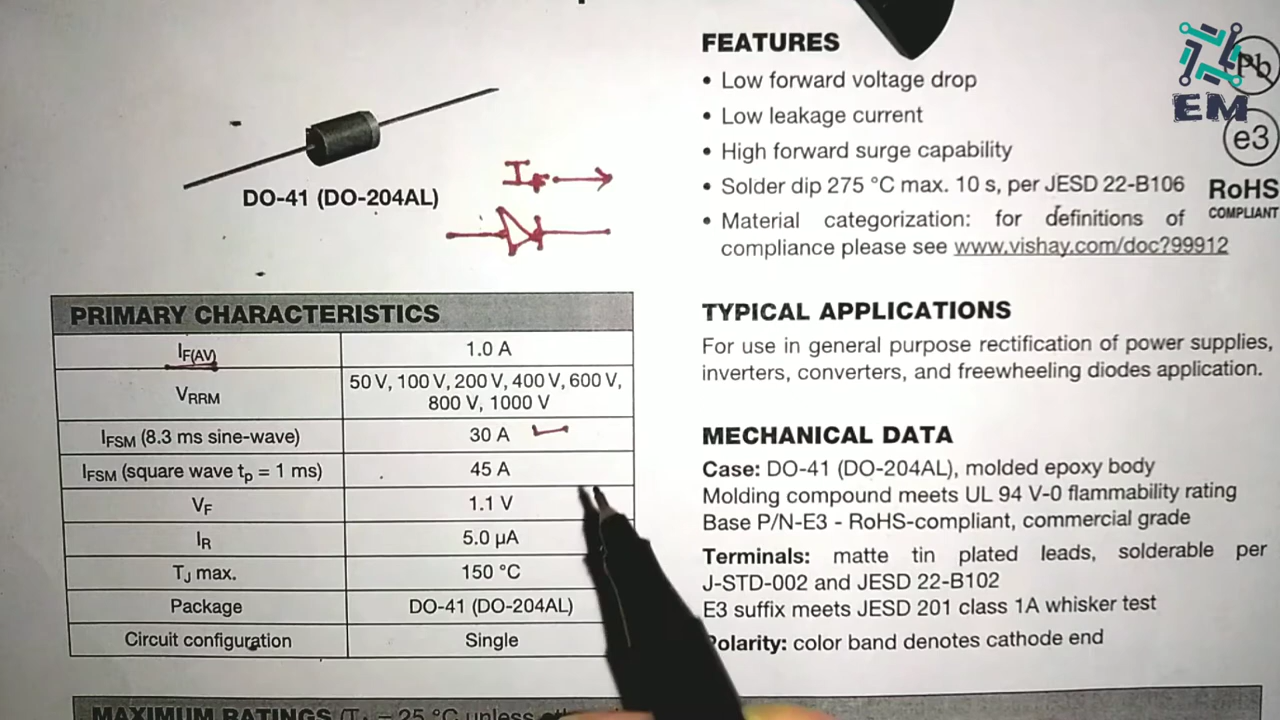 FEATURES
• Low forward voltage drop
• Low leakage current
• High forward surge capability
• Solder dip 275 °C max. 10 s, per JESD 22-B106
• Material categorization: for definitions of
compliance please see www.vishay.com/doc?99912
Pb
EM
e3
RoHS
COMPLIANT
DO-41 (DO-204AL)
IF
PRIMARY CHARACTERISTICS
IF(AV) 1.0 A
VRRM 50 V, 100 V, 200 V, 400 V, 600 V,
800 V, 1000 V
IFSM (8.3 ms sine-wave) 30 A
IFSM (square wave tp = 1 ms) 45 A
VF 1.1 V
IR 5.0 μA
TJ max. 150 °C
Package DO-41 (DO-204AL)
Circuit configuration Single
TYPICAL APPLICATIONS
For use in general purpose rectification of power supplies,
inverters, converters, and freewheeling diodes application.
MECHANICAL DATA
Case: DO-41 (DO-204AL), molded epoxy body
Molding compound meets UL 94 V-0 flammability rating
Base P/N-E3 - RoHS-compliant, commercial grade
Terminals: matte tin plated leads, solderable per
J-STD-002 and JESD 22-B102
E3 suffix meets JESD 201 class 1A whisker test
Polarity: color band denotes cathode end
MAXIMUM RATINGS = 25 °C unless